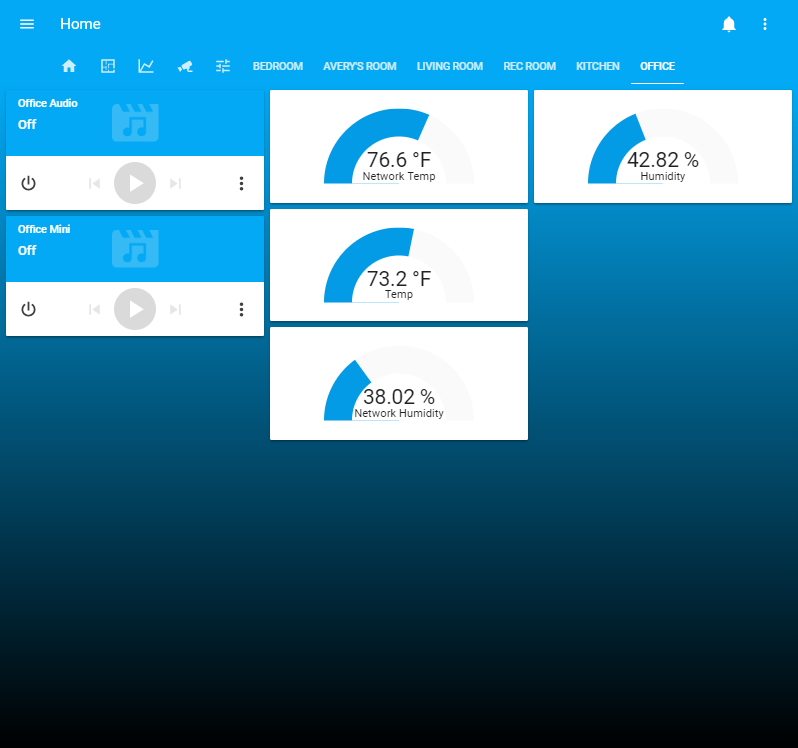 Home
BEDROOM AVERY'S ROOM LIVING ROOM REC ROOM KITCHEN OFFICE
Office Audio
Off
Office Mini
Off
76.6 °F
Network Temp
73.2 °F
Temp
38.02 %
Network Humidity
42.82 %
Humidity